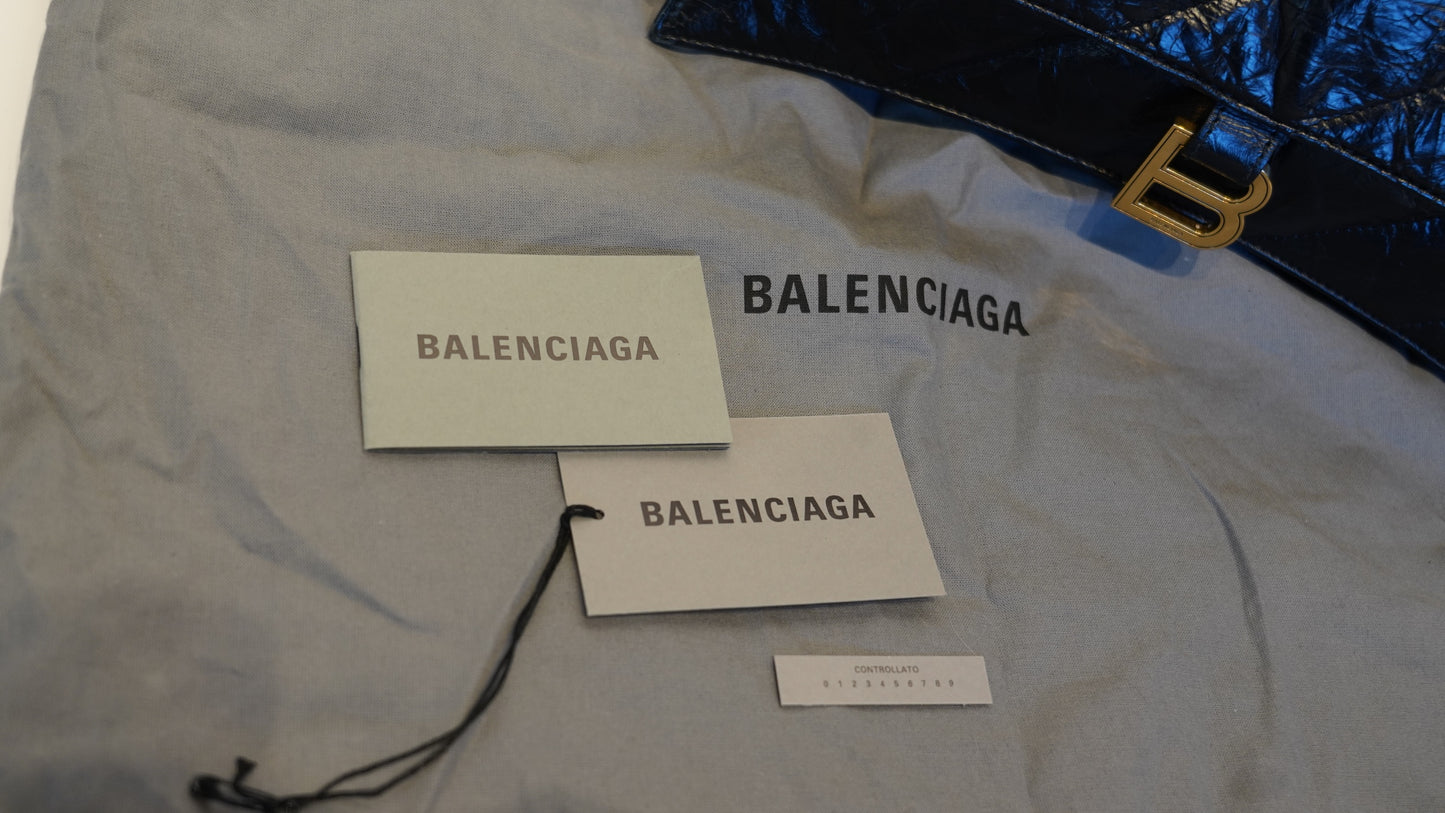 B
BALENCIAGA
BALENCIAGA
BALENCIAGA
CONTROLLATO
0 1 2 3 4 5 6 7 8 9